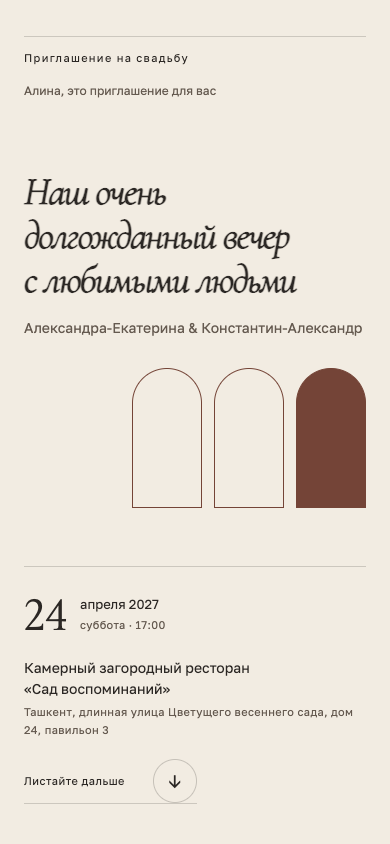 Приглашение на свадьбу
Алина, это приглашение для вас
Наш очень
долгожданный вечер
с любимыми людьми
Александра-Екатерина & Константин-Александр
24
апреля 2027
суббота · 17:00
Камерный загородный ресторан
«Сад воспоминаний»
Ташкент, длинная улица Цветущего весеннего сада, дом
24, павильон 3
Листайте дальше